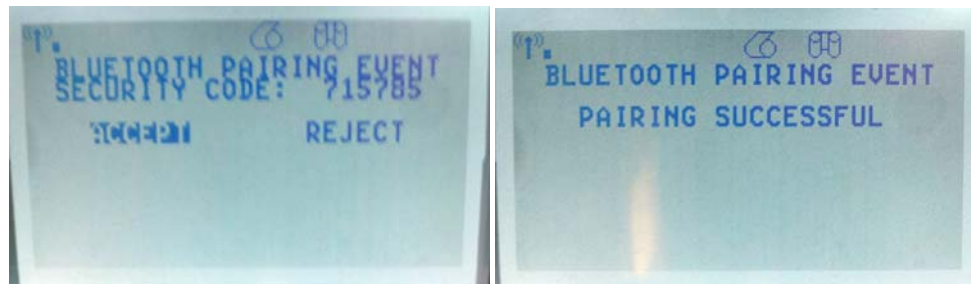 BLUETOOTH PAIRING EVENT
SECURITY CODE: 715785
ACCEPT REJECT
BLUETOOTH PAIRING EVENT
PAIRING SUCCESSFUL